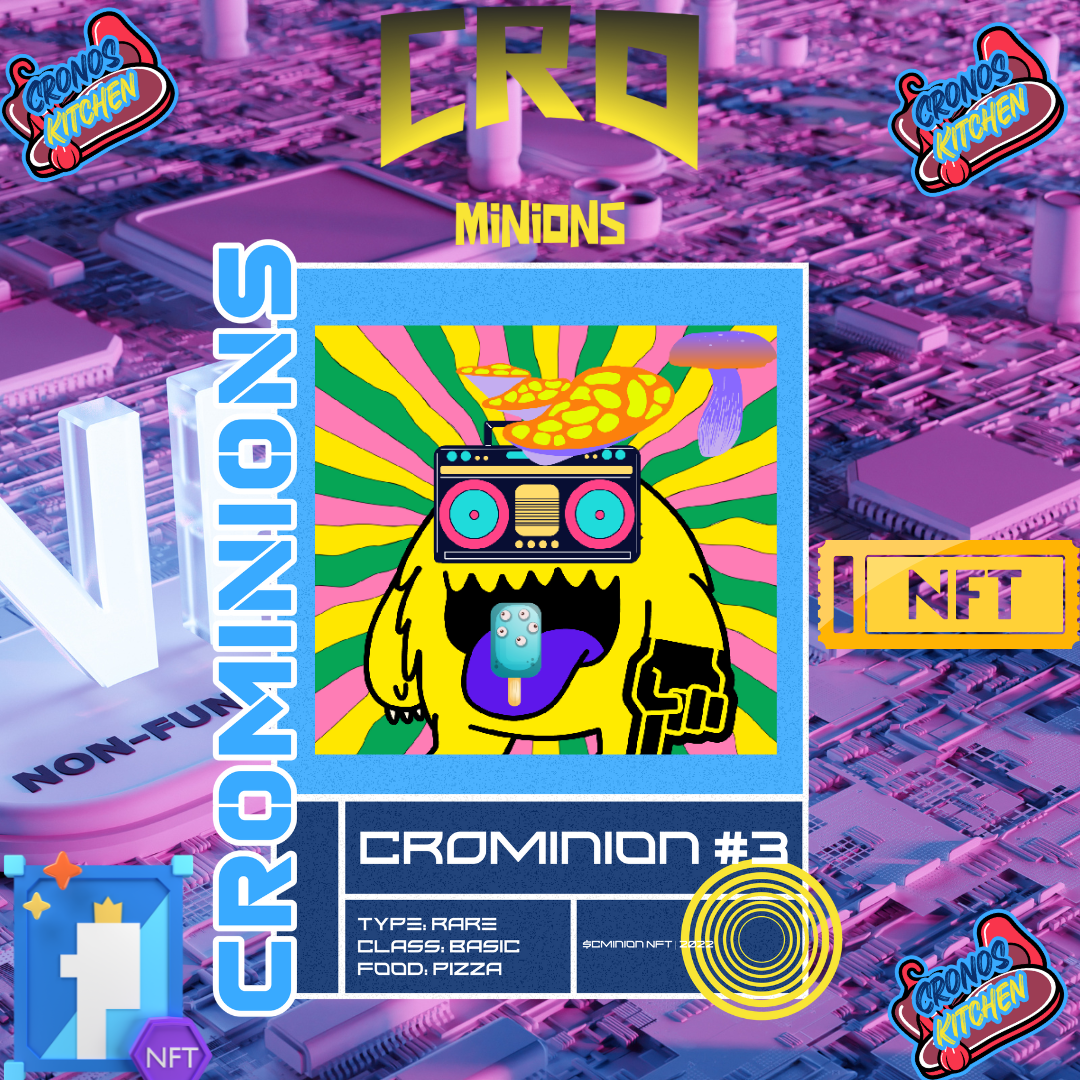 CRONOS
KITCHEN
CRO
MINIONS
CRONOS
KITCHEN
CROMINIONS
NFT
NON-FUN
CROMINION #3
TYPE: RARE
CLASS: BASIC
FOOD: PIZZA
$CMINION NFT | 2022
NFT
CRONOS
KITCHEN